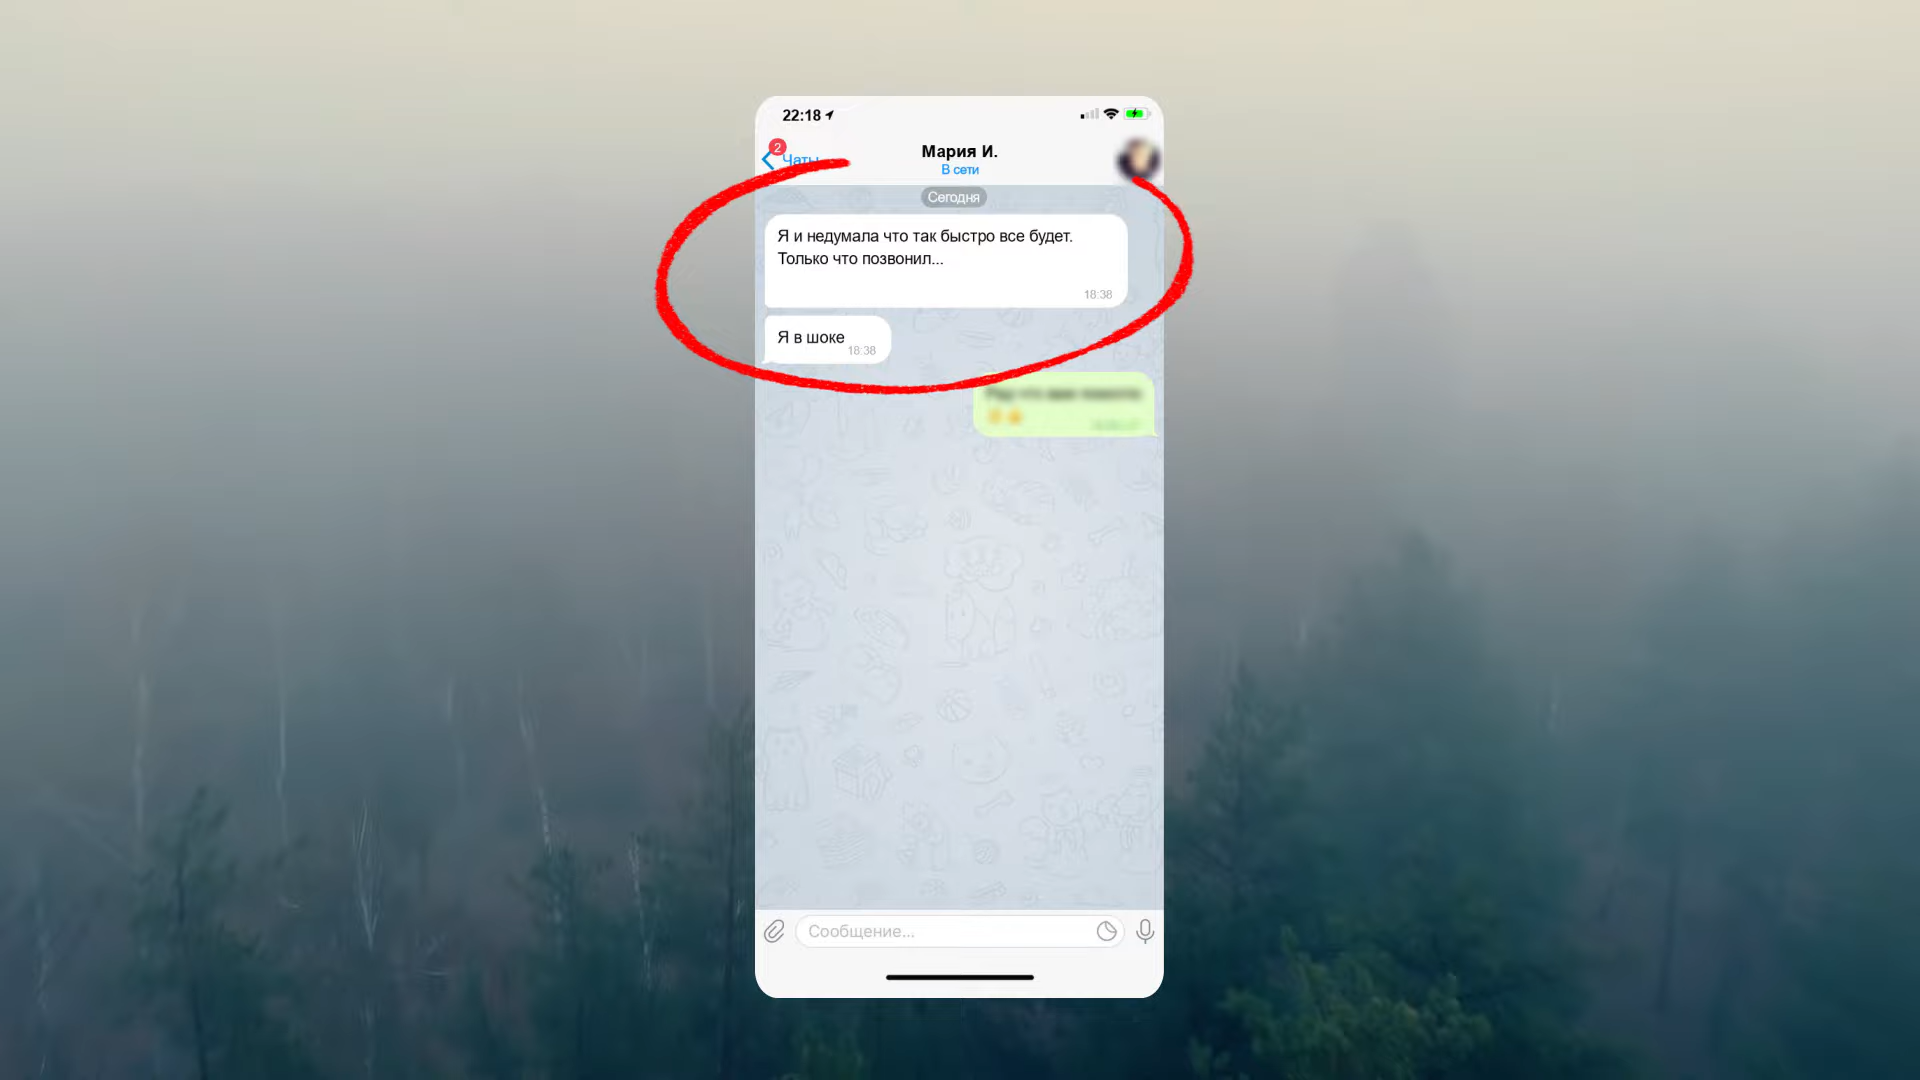 22:18
2
Чаты
Мария И.
В сети
Сегодня
Я и недумала что так быстро все будет.
Только что позвонил...
18:38
Я в шоке
18:38
Сообщение...